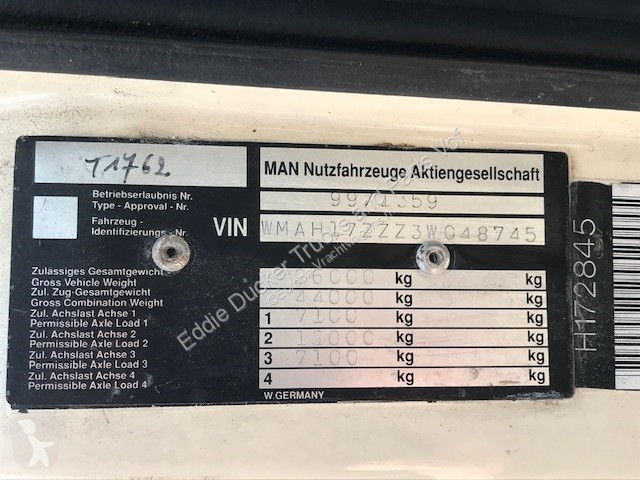 T1762
MAN Nutzfahrzeuge Aktiengesellschaft
Betriebserlaubnis Nr.
Type - Approval - Nr.
99/1359
Fahrzeug -
Identifizierungs - Nr.
VIN
WMAH17ZZZ3W048745
Zulässiges Gesamtgewicht
Gross Vehicle Weight
26000 kg kg
Zul. Zug-Gesamtgewicht
Gross Combination Weight
44000 kg kg
Zul. Achslast Achse 1
Permissible Axle Load 1
1 7100 kg kg
Zul. Achslast Achse 2
Permissible Axle Load 2
2 kg kg
Zul. Achslast Achse 3
Permissible Axle Load 3
3 7100 kg kg
Zul. Achslast Achse 4
Permissible Axle Load 4
4 kg kg
W.GERMANY
H172845
Eddie Ducker Trucks and Parts Vof